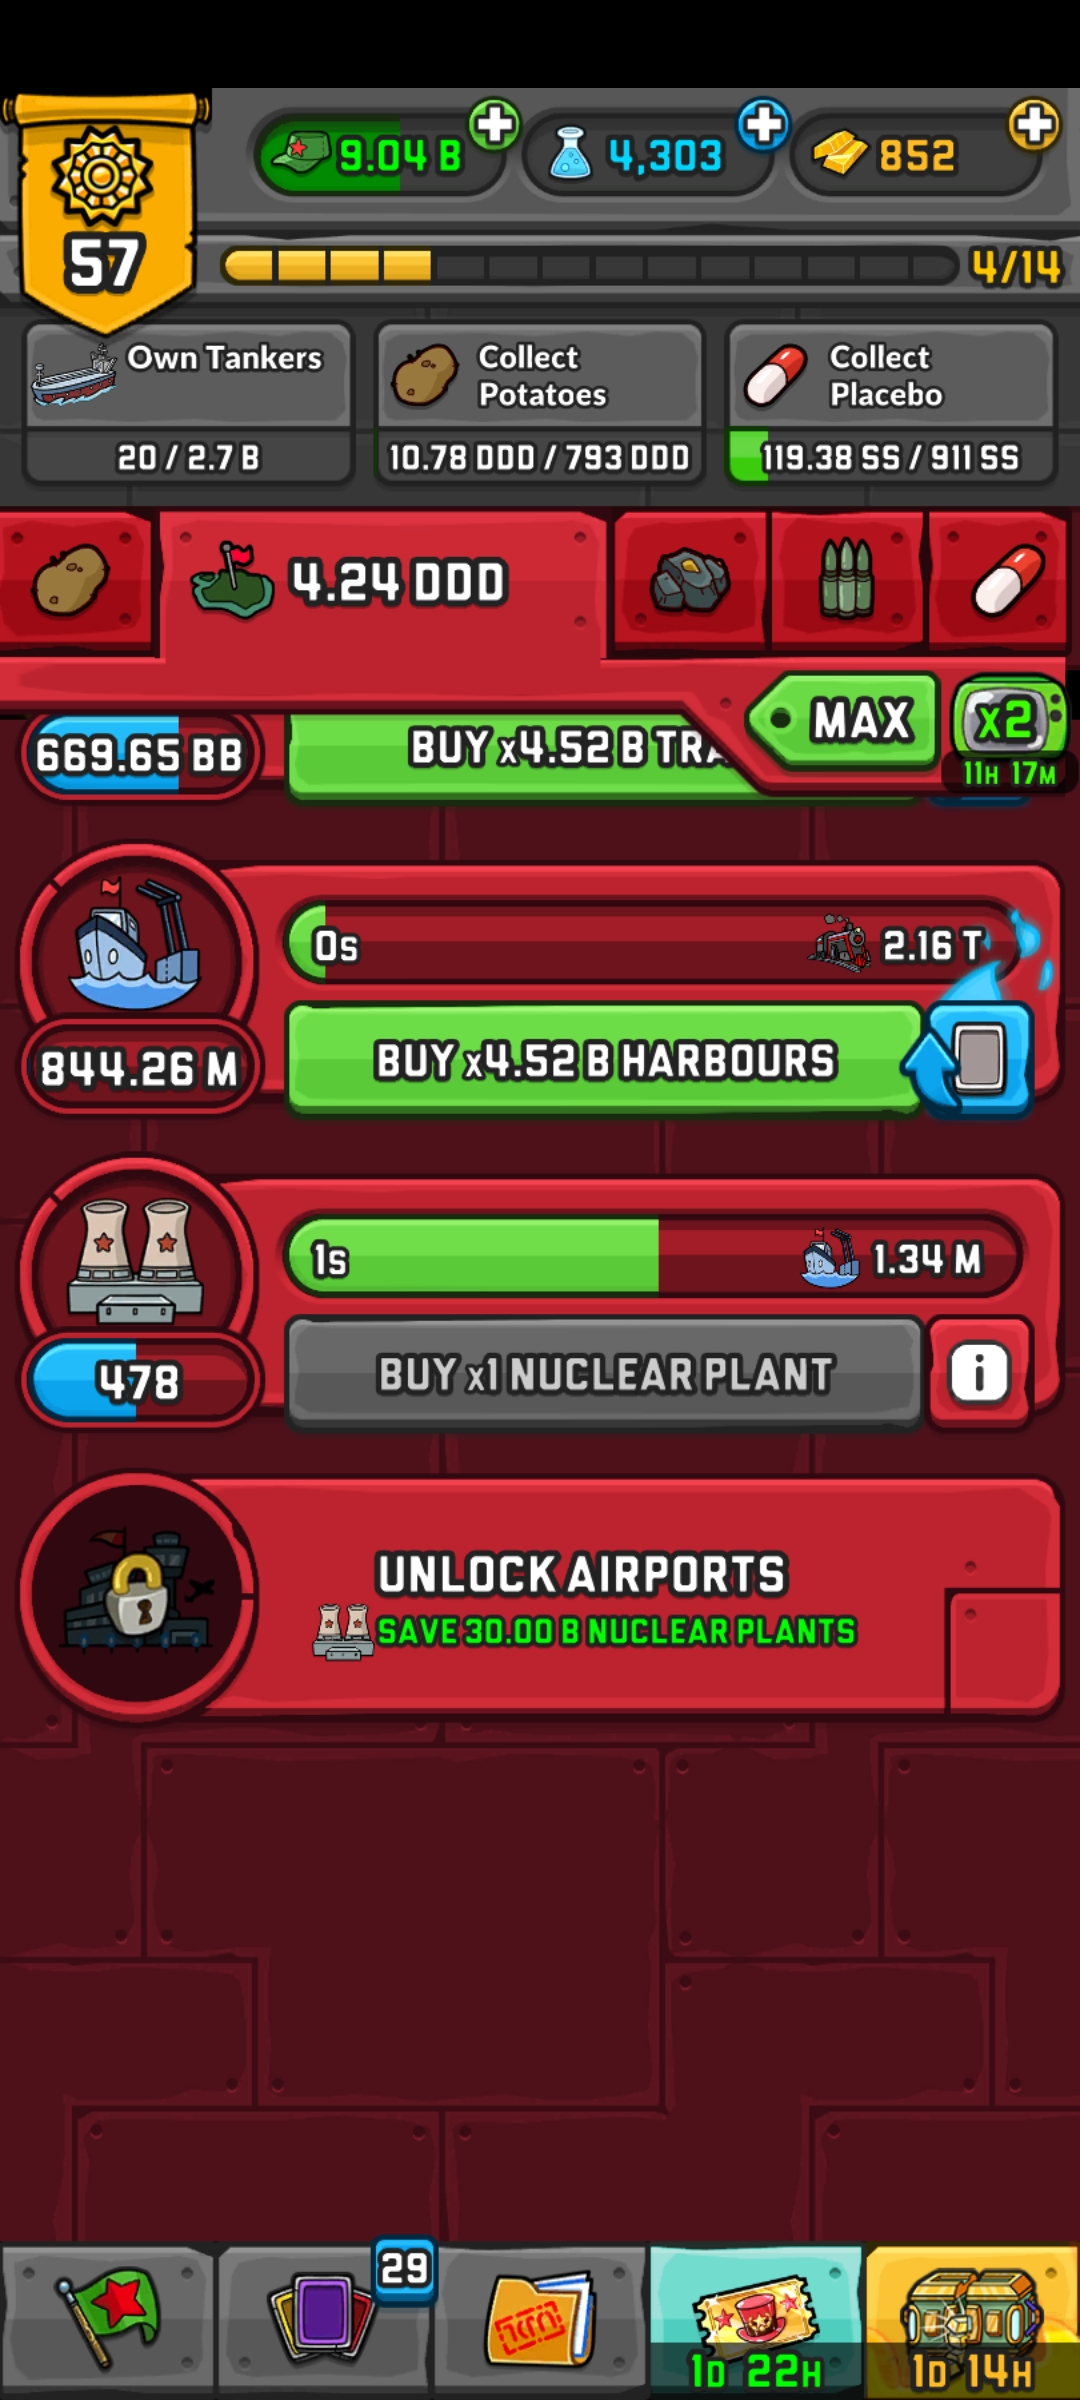 9.04 B
4,303
852
57
4/14
Own Tankers
20 / 2.7 B
Collect
Potatoes
10.78 DDD / 793 DDD
Collect
Placebo
119.38 SS / 911 SS
4.24 DDD
MAX
x2
11H 17M
669.65 BB
BUY x4.52 B
0s
2.16 T
844.26 M
BUY x4.52 B HARBOURS
1s
1.34 M
478
BUY x1 NUCLEAR PLANT
i
UNLOCK AIRPORTS
SAVE 30.00 B NUCLEAR PLANTS
29
1D 22H
1D 14H